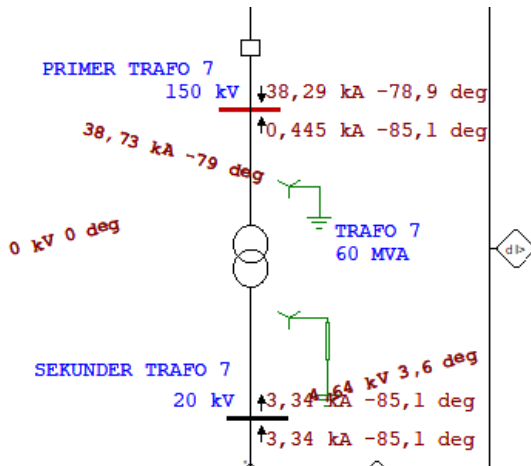 PRIMER TRAFO 7
150 kV
38,29 kA -78,9 deg
0,445 kA -85,1 deg
38,73 kA -79 deg
0 kV 0 deg
TRAFO 7
60 MVA
d I>
SEKUNDER TRAFO 7
20 kV
4,64 kV 3,6 deg
3,34 kA -85,1 deg
3,34 kA -85,1 deg